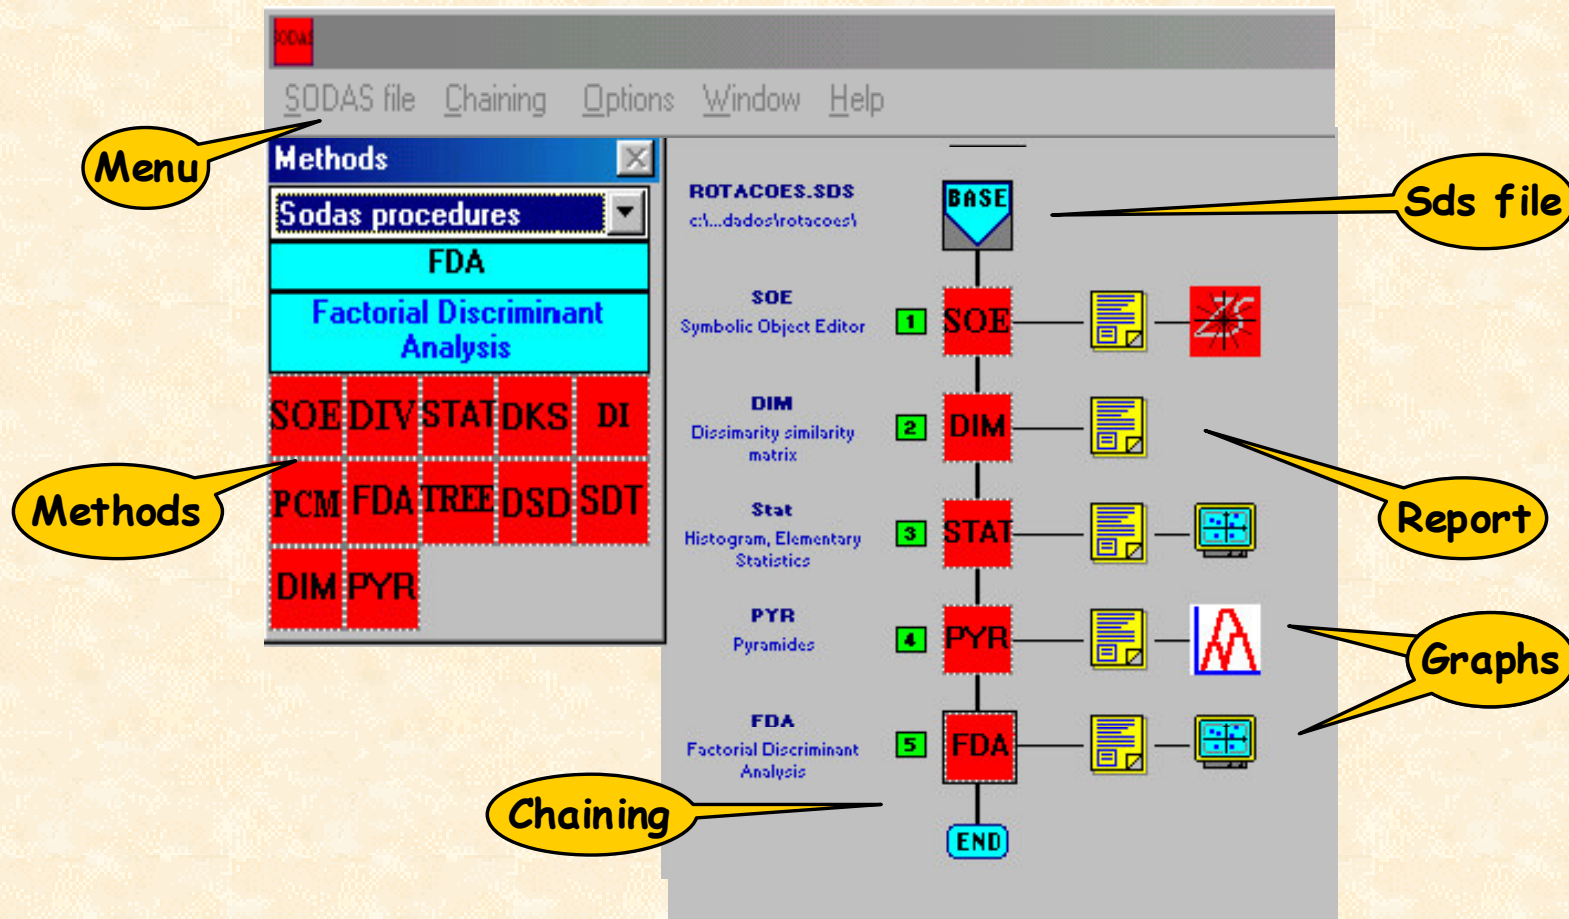 SODAS
SODAS file Chaining Options Window Help
Menu
Methods
Sodas procedures
FDA
Factorial Discriminant
Analysis
SOE DIV STAT DKS DI
PCM FDA TREE DSD SDT
DIM PYR
Methods
ROTACOES.SDS
c:\...dados\rotacoes\
BASE
Sds file
SOE
Symbolic Object Editor
1 SOE
DIM
Dissimarity similarity
matrix
2 DIM
Report
Stat
Histogram, Elementary
Statistics
3 STAT
PYR
Pyramides
4 PYR
Graphs
FDA
Factorial Discriminant
Analysis
5 FDA
Chaining
END